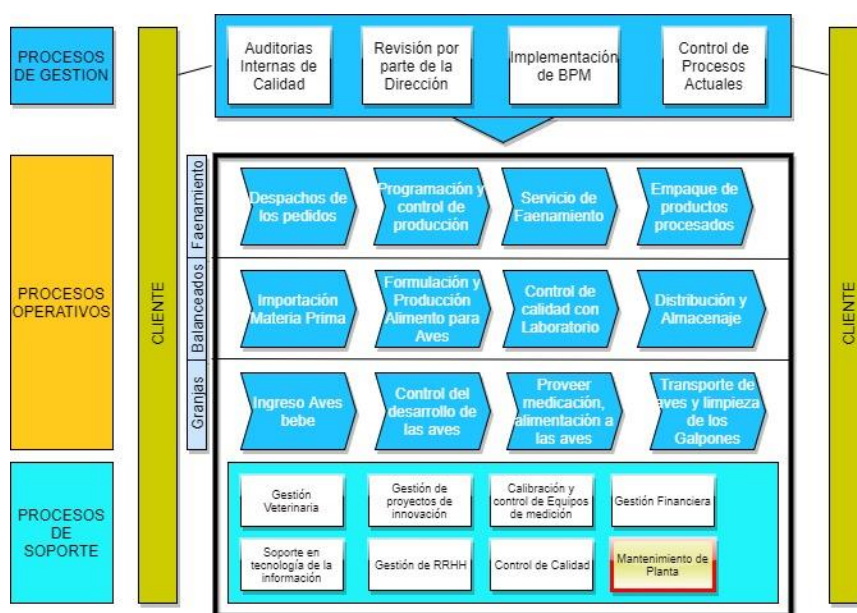 PROCESOS
DE GESTION
Auditorias
Internas de
Calidad
Revisión por
parte de la
Dirección
Implementación
de BPM
Control de
Procesos
Actuales
PROCESOS
OPERATIVOS
CLIENTE
Faenamiento
Despachos de
los pedidos
Programación y
control de
producción
Servicio de
Faenamiento
Empaque de
productos
procesados
Balanceados
Importación
Materia Prima
Formulación y
Producción
Alimento para
Aves
Control de
calidad con
Laboratorio
Distribución y
Almacenaje
Granjas
Ingreso Aves
bebe
Control del
desarrollo de
las aves
Proveer
medicación,
alimentación a
las aves
Transporte de
aves y limpieza
de los
Galpones
CLIENTE
PROCESOS
DE
SOPORTE
Gestión
Veterinaria
Gestión de
proyectos de
innovación
Calibración y
control de Equipos
de medición
Gestión Financiera
Soporte en
tecnología de la
información
Gestión de RRHH
Control de Calidad
Mantenimiento de
Planta